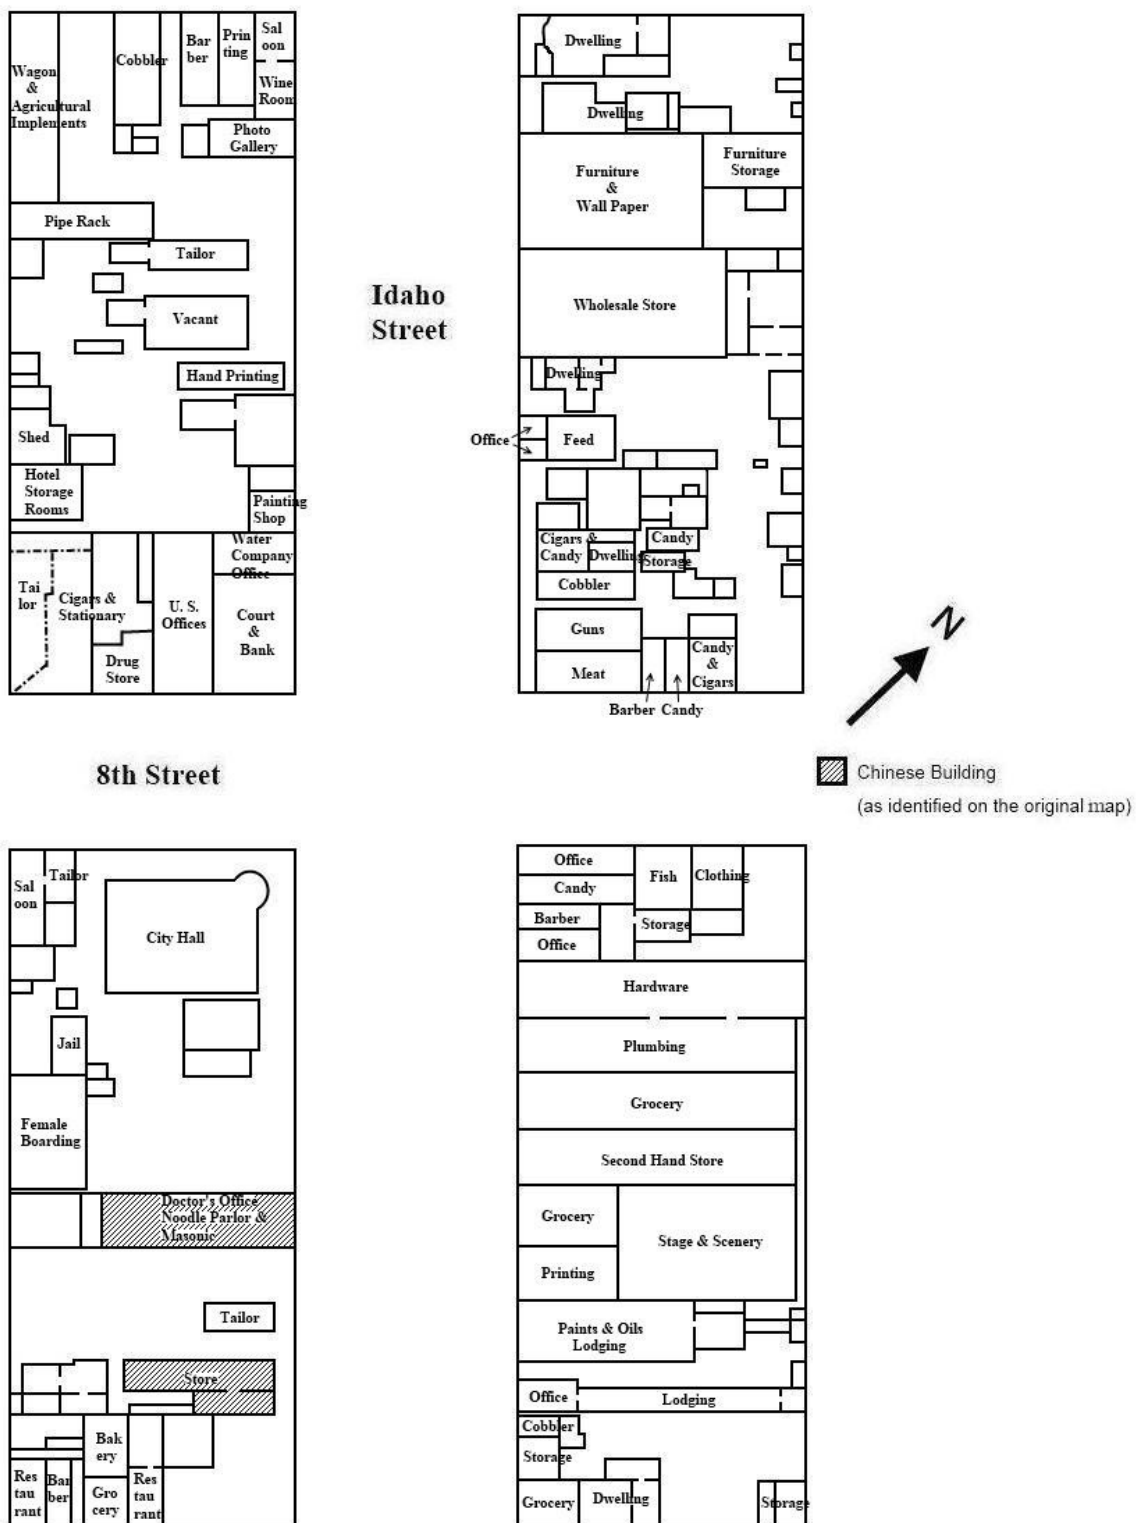 Wagon
&
Agricultural
Implements
Cobbler
Bar
ber
Prin
ting
Sal
oon
Wine
Room
Photo
Gallery
Pipe Rack
Tailor
Vacant
Hand Printing
Shed
Hotel
Storage
Rooms
Painting
Shop
Tai
lor
Cigars &
Stationary
Drug
Store
U. S.
Offices
Water
Company
Office
Court
&
Bank
Idaho
Street
Dwelling
Dwelling
Furniture
&
Wall Paper
Furniture
Storage
Wholesale Store
Dwelling
Office
Feed
Cigars &
Candy
Dwelling
Candy
Storage
Cobbler
Guns
Meat
Candy
&
Cigars
Barber
Candy
N
8th Street
Chinese Building
(as identified on the original map)
Sal
oon
Tailor
City Hall
Jail
Female
Boarding
Doctor's Office
Noodle Parlor &
Masonic
Tailor
Store
Bak
ery
Res
tau
rant
Bar
ber
Gro
cery
Res
tau
rant
Office
Candy
Barber
Office
Fish
Clothing
Storage
Hardware
Plumbing
Grocery
Second Hand Store
Grocery
Stage & Scenery
Printing
Paints & Oils
Lodging
Office
Lodging
Cobbler
Storage
Grocery
Dwelling
Storage